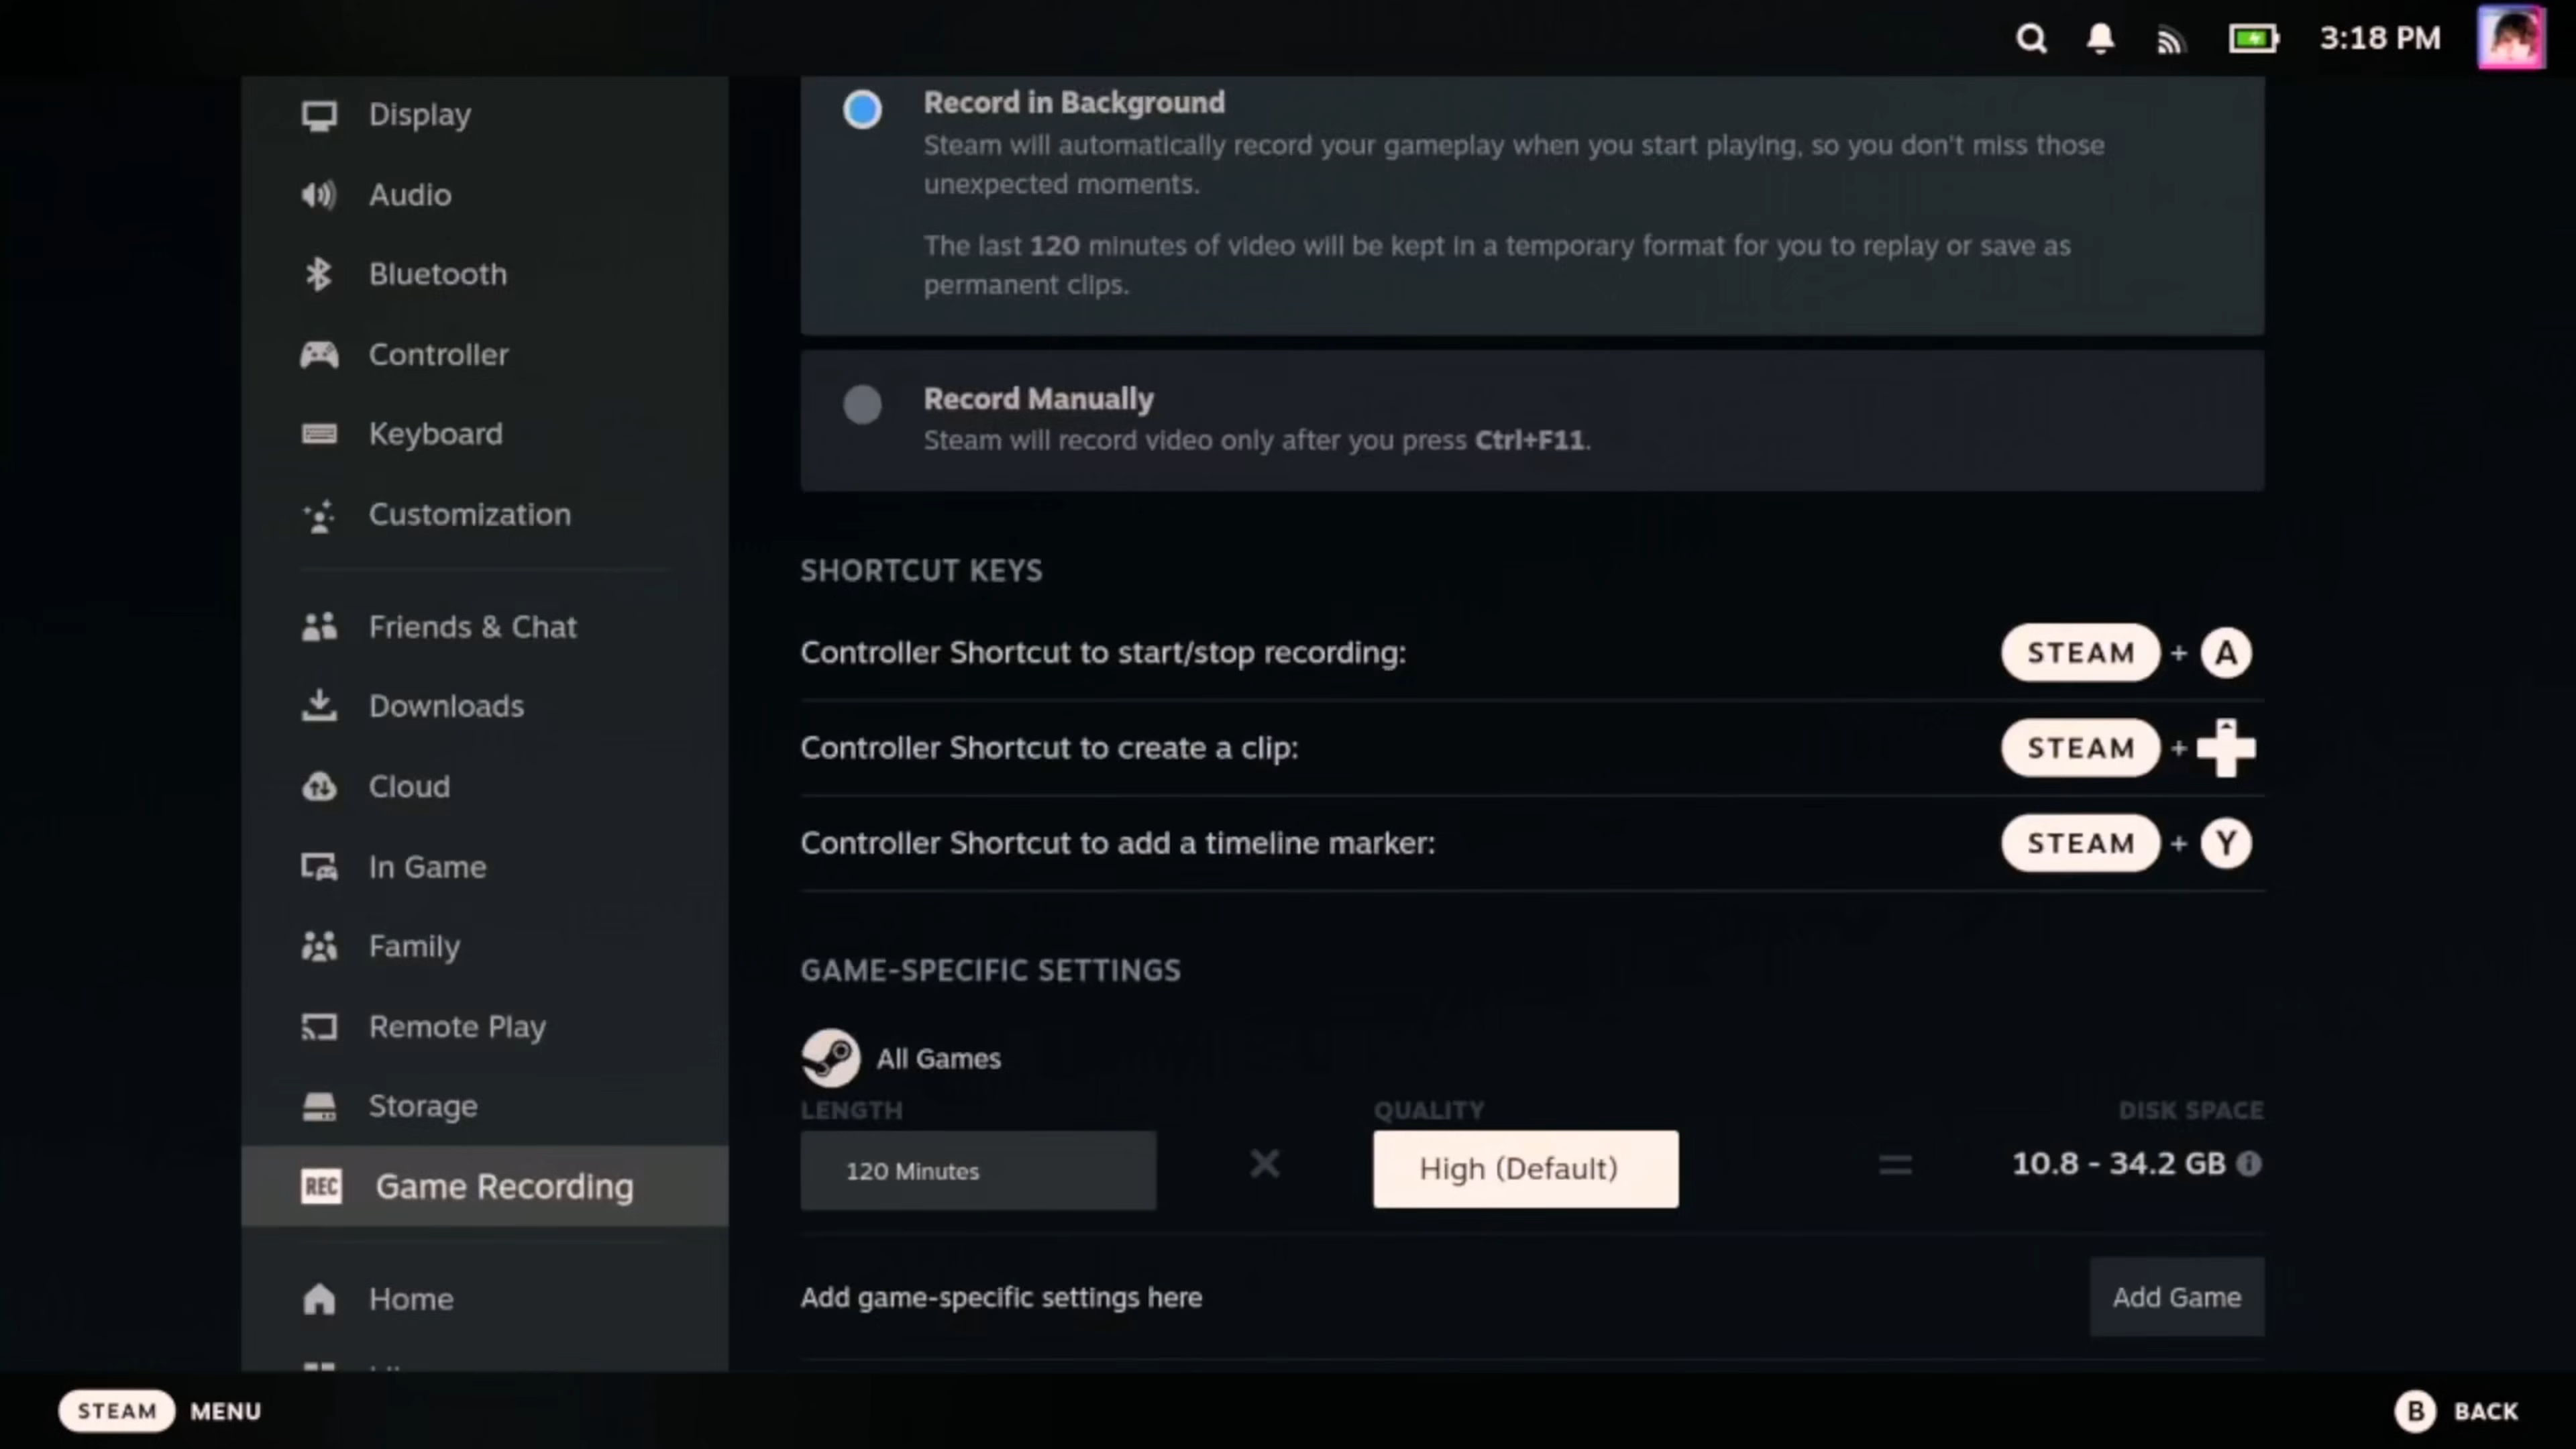 3:18 PM
Display
Audio
Bluetooth
Controller
Keyboard
Customization
Friends & Chat
Downloads
Cloud
In Game
Family
Remote Play
Storage
REC Game Recording
Home
Record in Background
Steam will automatically record your gameplay when you start playing, so you don't miss those
unexpected moments.
The last 120 minutes of video will be kept in a temporary format for you to replay or save as
permanent clips.
Record Manually
Steam will record video only after you press Ctrl+F11.
SHORTCUT KEYS
Controller Shortcut to start/stop recording: STEAM + A
Controller Shortcut to create a clip: STEAM +
Controller Shortcut to add a timeline marker: STEAM + Y
GAME-SPECIFIC SETTINGS
All Games
LENGTH QUALITY DISK SPACE
120 Minutes × High (Default) = 10.8 - 34.2 GB
Add game-specific settings here Add Game
STEAM MENU B BACK